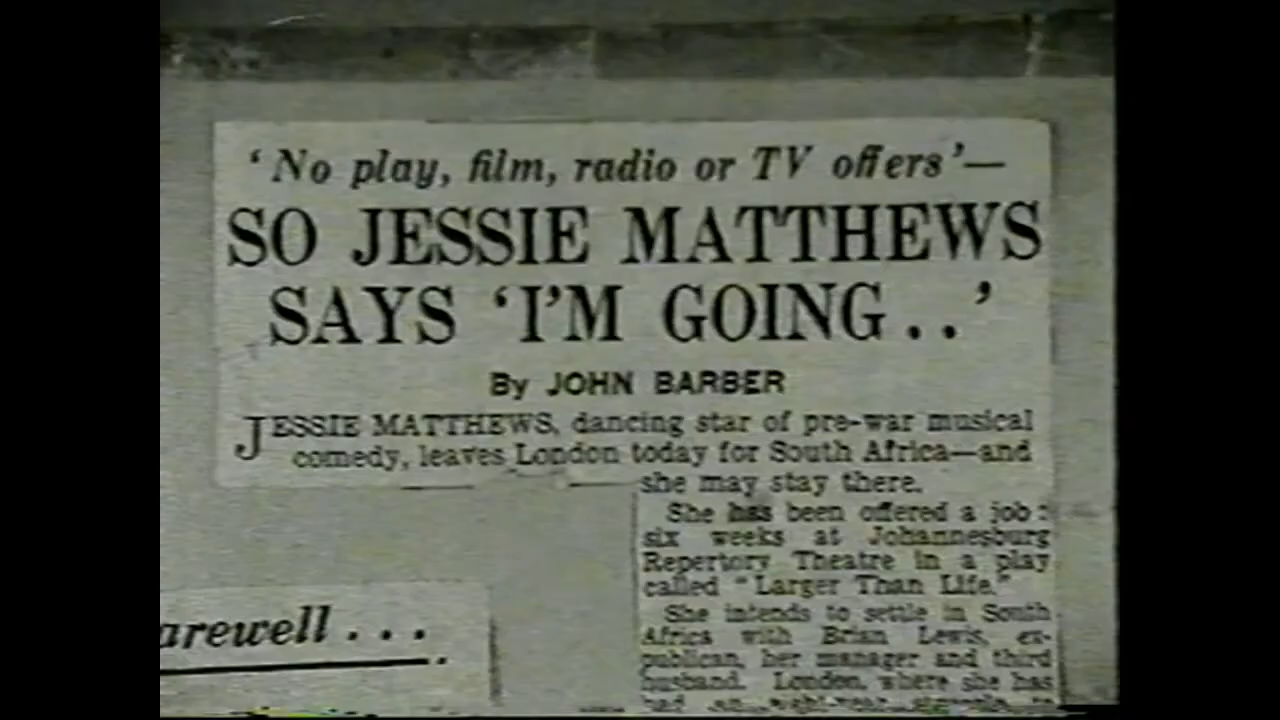 'No play, film, radio or TV offers'—
SO JESSIE MATTHEWS
SAYS 'I'M GOING..'
By JOHN BARBER
JESSIE MATTHEWS, dancing star of pre-war musical
comedy, leaves London today for South Africa—and
she may stay there.
She has been offered a job:
six weeks at Johannesburg
Repertory Theatre in a play
called "Larger Than Life."
She intends to settle in South
Africa with Brian Lewis, ex-
publican, her manager and third
husband. London, where she has
arewell...